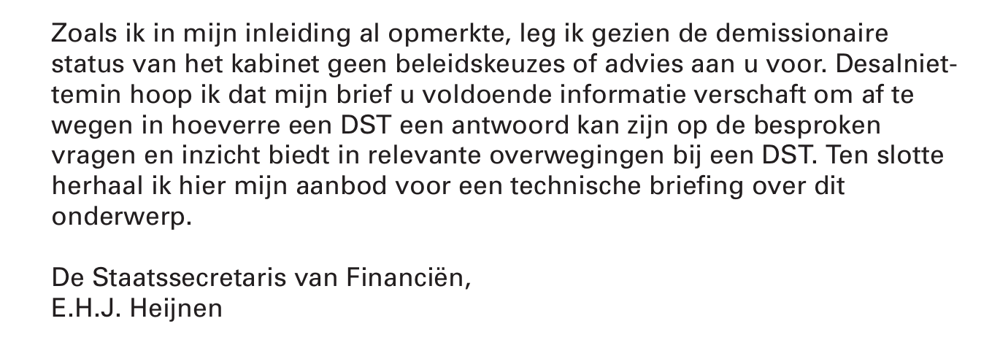 Zoals ik in mijn inleiding al opmerkte, leg ik gezien de demissionaire
status van het kabinet geen beleidskeuzes of advies aan u voor. Desalniet-
temin hoop ik dat mijn brief u voldoende informatie verschaft om af te
wegen in hoeverre een DST een antwoord kan zijn op de besproken
vragen en inzicht biedt in relevante overwegingen bij een DST. Ten slotte
herhaal ik hier mijn aanbod voor een technische briefing over dit
onderwerp.
De Staatssecretaris van Financiën,
E.H.J. Heijnen